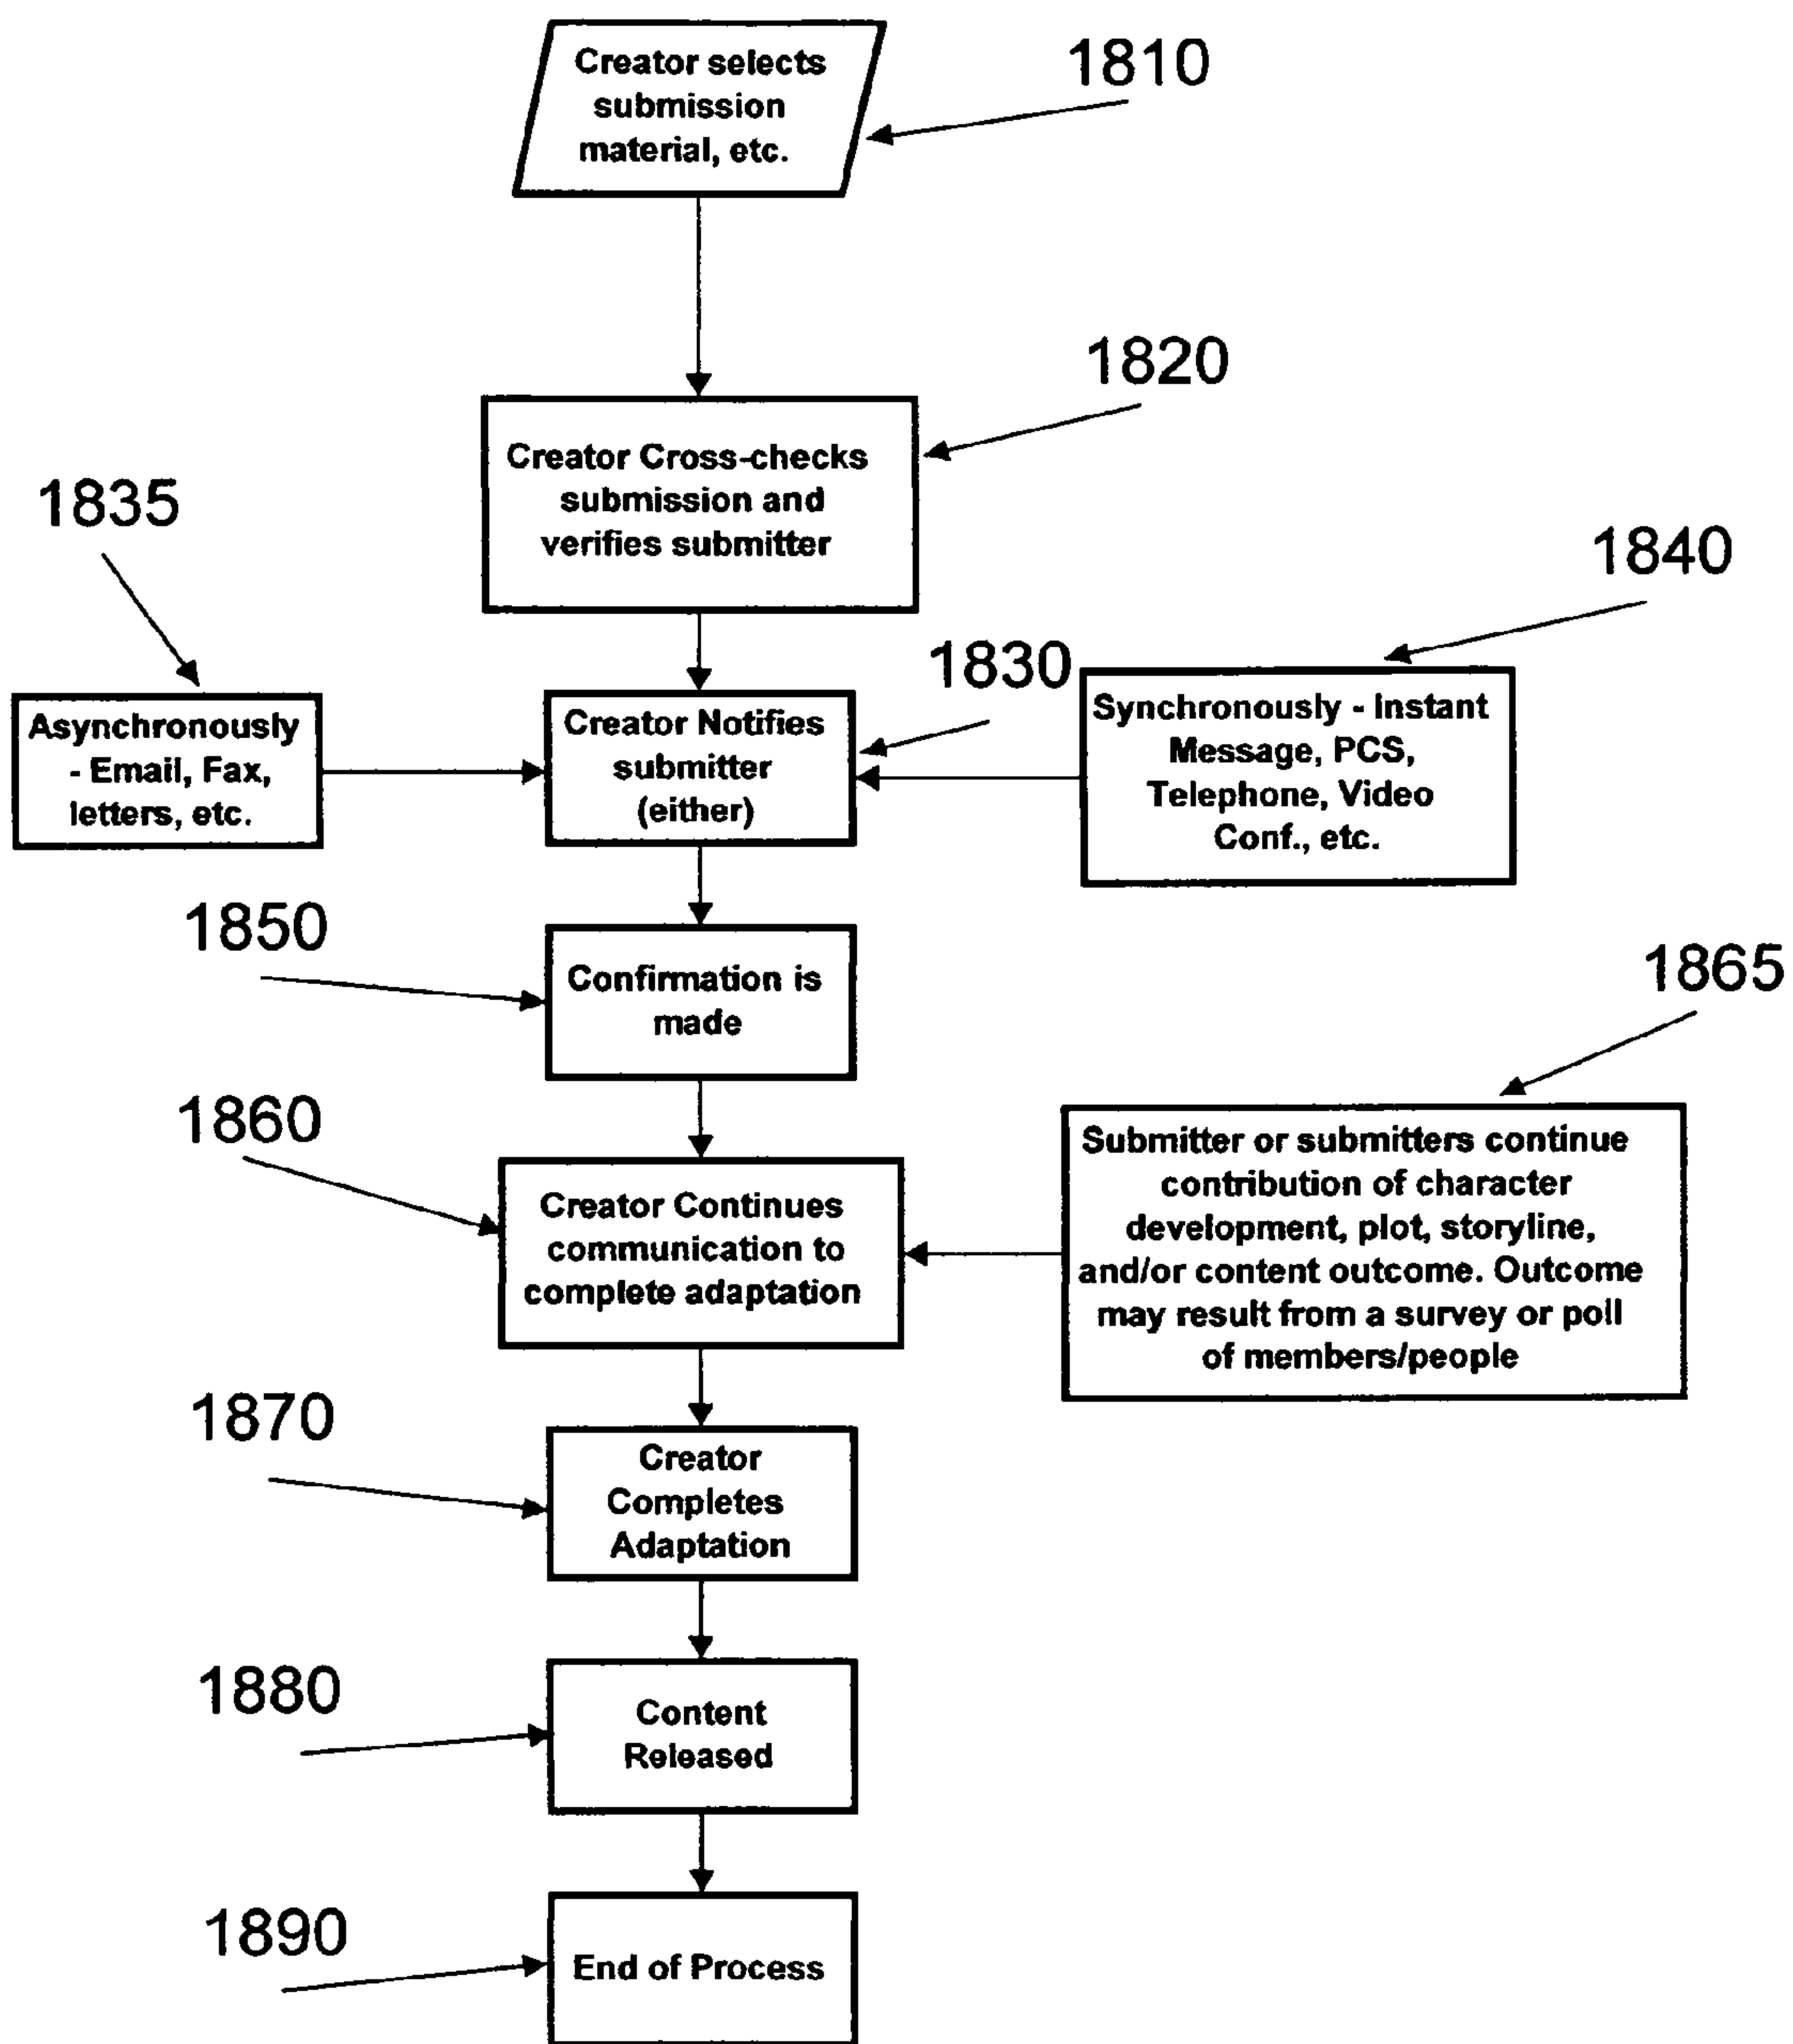 Creator selects
submission
material, etc.
1810
1820
Creator Cross-checks
submission and
verifies submitter
1835
1840
1830
Asynchronously
- Email, Fax,
letters, etc.
Creator Notifies
submitter
(either)
Synchronously - Instant
Message, PCS,
Telephone, Video
Conf., etc.
1850
Confirmation is
made
1865
1860
Creator Continues
communication to
complete adaptation
Submitter or submitters continue
contribution of character
development, plot, storyline,
and/or content outcome. Outcome
may result from a survey or poll
of members/people
1870
Creator
Completes
Adaptation
1880
Content
Released
1890
End of Process